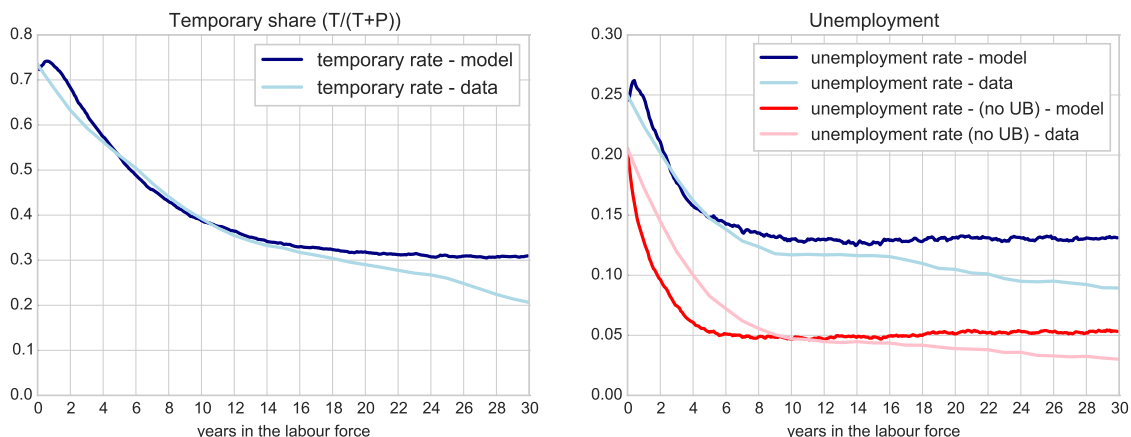 Temporary share (T/(T+P))
0.8
0.7
0.6
0.5
0.4
0.3
0.2
0.1
0.0
temporary rate - model
temporary rate - data
0 2 4 6 8 10 12 14 16 18 20 22 24 26 28 30
years in the labour force
Unemployment
0.30
0.25
0.20
0.15
0.10
0.05
0.00
unemployment rate - model
unemployment rate - data
unemployment rate - (no UB) - model
unemployment rate (no UB) - data
0 2 4 6 8 10 12 14 16 18 20 22 24 26 28 30
years in the labour force